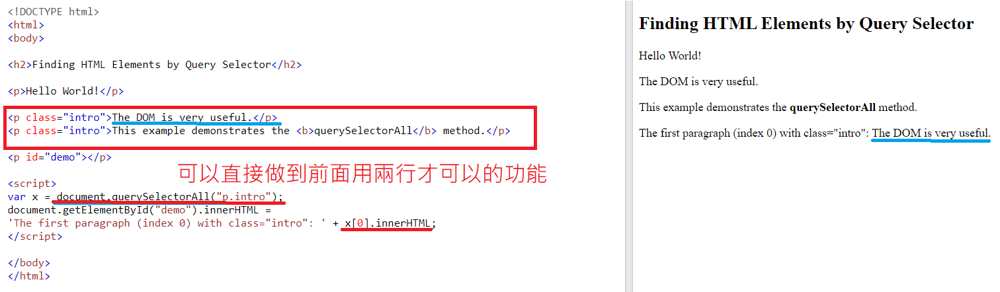 <!DOCTYPE html>
<html>
<body>
<h2>Finding HTML Elements by Query Selector</h2>
<p>Hello World!</p>
<p class="intro">The DOM is very useful.</p>
<p class="intro">This example demonstrates the <b>querySelectorAll</b> method.</p>
<p id="demo"></p>
可以直接做到前面用兩行才可以的功能
<script>
var x = document.querySelectorAll("p.intro");
document.getElementById("demo").innerHTML =
'The first paragraph (index 0) with class="intro": ' + x[0].innerHTML;
</script>
</body>
</html>
Finding HTML Elements by Query Selector
Hello World!
The DOM is very useful.
This example demonstrates the querySelectorAll method.
The first paragraph (index 0) with class="intro": The DOM is very useful.